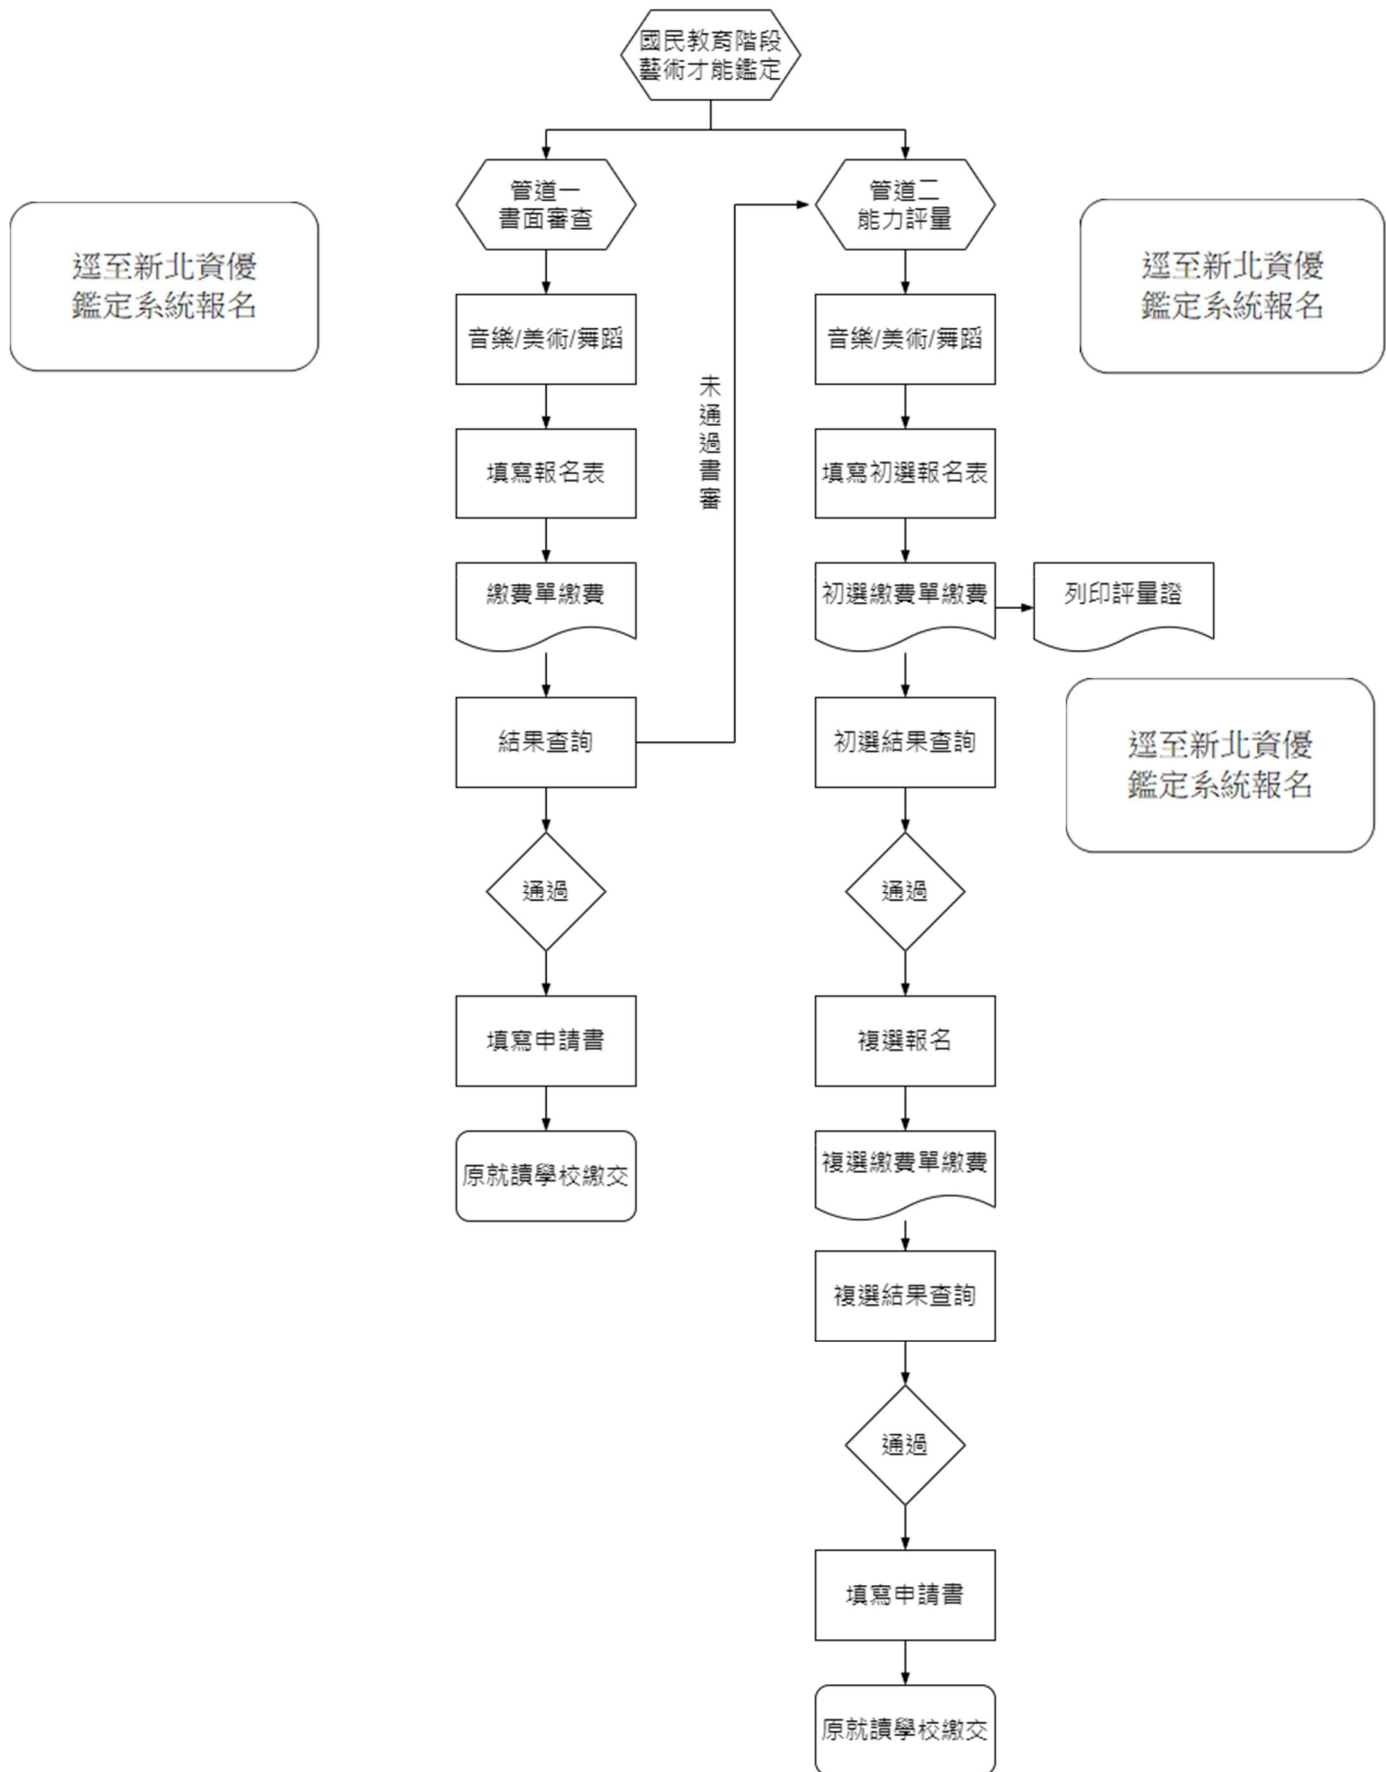 國民教育階段
藝術才能鑑定
管道一
書面審查
逕至新北資優
鑑定系統報名
音樂/美術/舞蹈
填寫報名表
繳費單繳費
結果查詢
未通過書審
通過
填寫申請書
原就讀學校繳交
管道二
能力評量
逕至新北資優
鑑定系統報名
音樂/美術/舞蹈
填寫初選報名表
初選繳費單繳費
列印評量證
初選結果查詢
逕至新北資優
鑑定系統報名
通過
複選報名
複選繳費單繳費
複選結果查詢
通過
填寫申請書
原就讀學校繳交